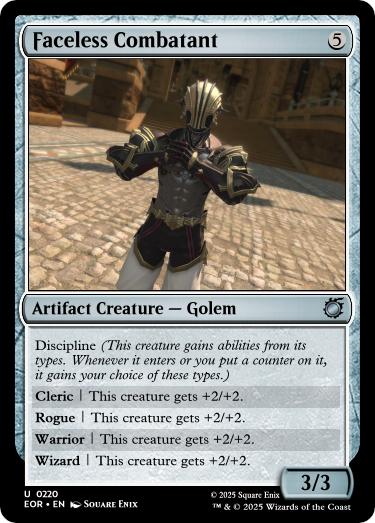 Faceless Combatant 5
Artifact Creature — Golem
Discipline (This creature gains abilities from its
types. Whenever it enters or you put a counter on it,
it gains your choice of these types.)
Cleric | This creature gets +2/+2.
Rogue | This creature gets +2/+2.
Warrior | This creature gets +2/+2.
Wizard | This creature gets +2/+2.
3/3
U 0220
EOR • EN SQUARE ENIX
© 2025 Square Enix
™ & © 2025 Wizards of the Coast